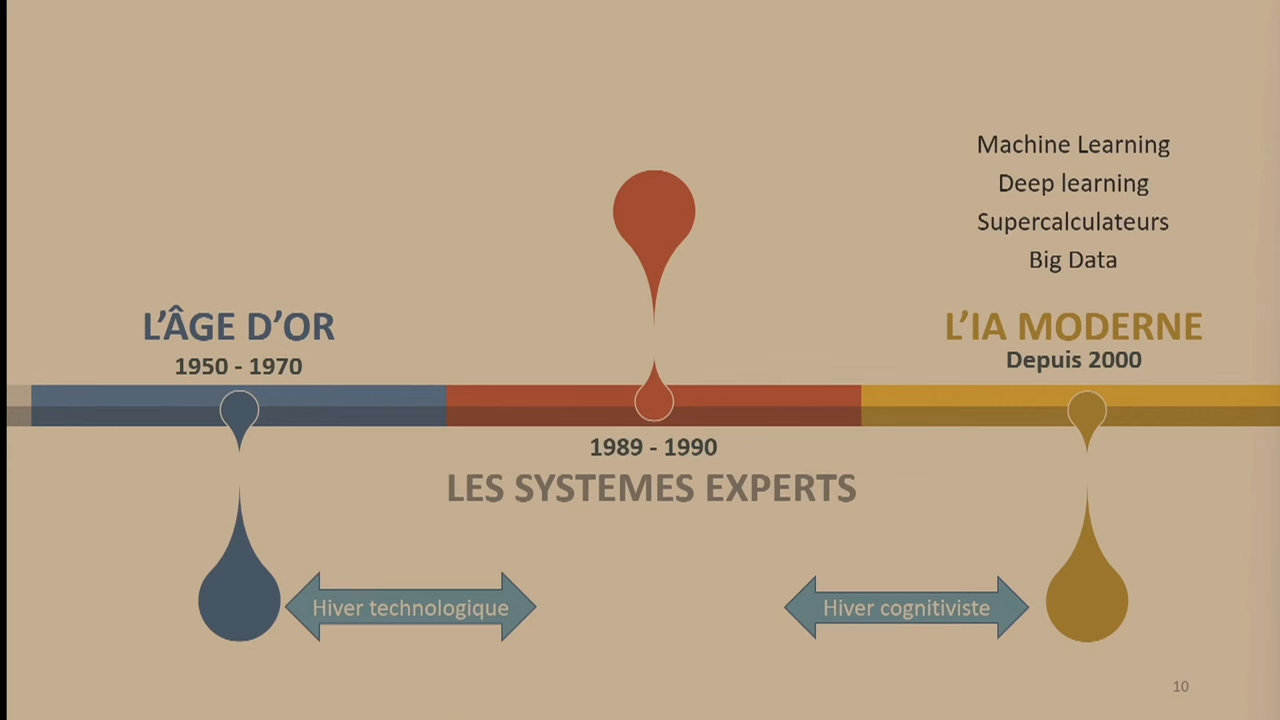 Machine Learning
Deep learning
Supercalculateurs
Big Data
L'ÂGE D'OR
1950 - 1970
L'IA MODERNE
Depuis 2000
1989 - 1990
LES SYSTEMES EXPERTS
Hiver technologique
Hiver cognitiviste
10